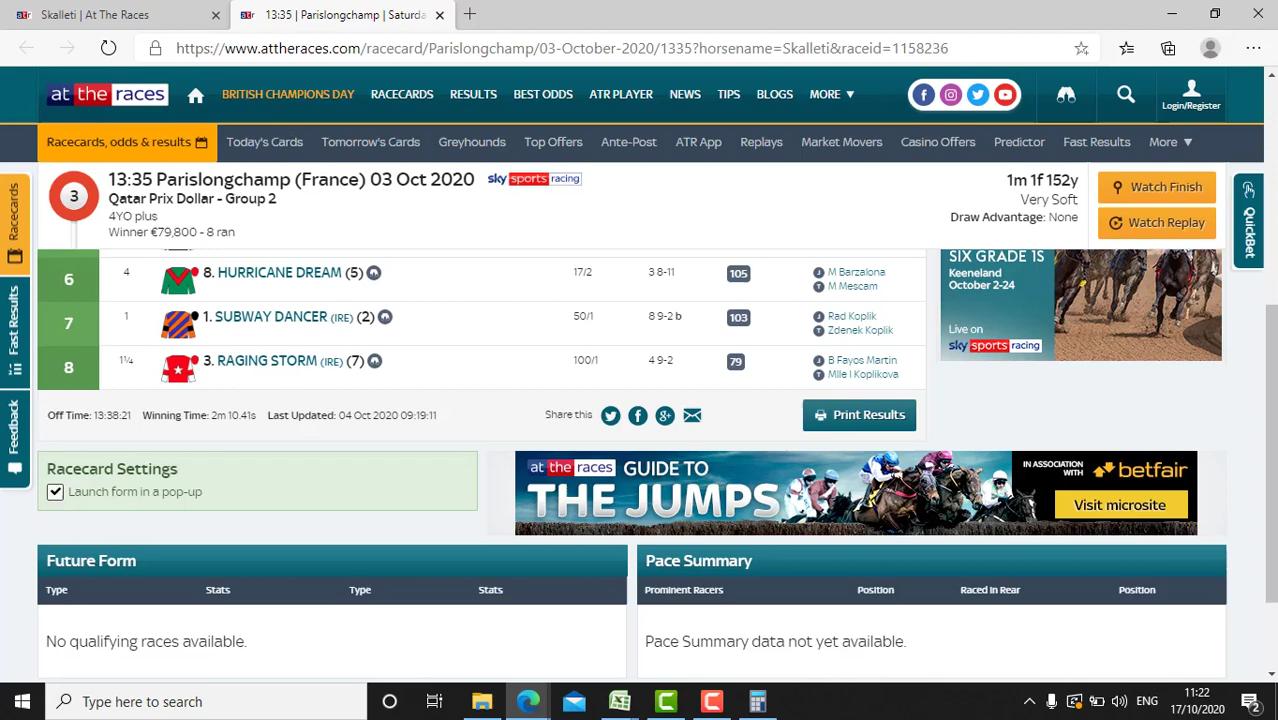 Skalleti | At The Races
13:35 | Parislongchamp | Saturda
https://www.attheraces.com/racecard/Parislongchamp/03-October-2020/1335?horsename=Skalleti&raceid=1158236
at the races
BRITISH CHAMPIONS DAY RACECARDS RESULTS BEST ODDS ATR PLAYER NEWS TIPS BLOGS MORE
Login/Register
Racecards, odds & results Today's Cards Tomorrow's Cards Greyhounds Top Offers Ante-Post ATR App Replays Market Movers Casino Offers Predictor Fast Results More
Racecards
Fast Results
Feedback
QuickBet
3
13:35 Parislongchamp (France) 03 Oct 2020 sky sports racing
Qatar Prix Dollar - Group 2
4YO plus
Winner €79,800 - 8 ran
1m 1f 152y
Very Soft
Draw Advantage: None
Watch Finish
Watch Replay
6 4 8. HURRICANE DREAM (5) 17/2 3 8-11 105 J M Barzalona
T M Mescam
7 1 1. SUBWAY DANCER (IRE) (2) 50/1 8 9-2 b 103 J Rad Koplik
T Zdenek Koplik
8 1¼ 3. RAGING STORM (IRE) (7) 100/1 4 9-2 79 J B Fayos Martin
T Mlle I Koplikova
SIX GRADE 1S
Keeneland
October 2-24
Live on
sky sports racing
Off Time: 13:38:21 Winning Time: 2m 10.41s Last Updated: 04 Oct 2020 09:19:11 Share this Print Results
Racecard Settings
Launch form in a pop-up
at the races GUIDE TO
THE JUMPS
IN ASSOCIATION WITH betfair
Visit microsite
Future Form
Type Stats Type Stats
No qualifying races available.
Pace Summary
Prominent Racers Position Raced In Rear Position
Pace Summary data not yet available.
Type here to search
ENG
11:22
17/10/2020
2